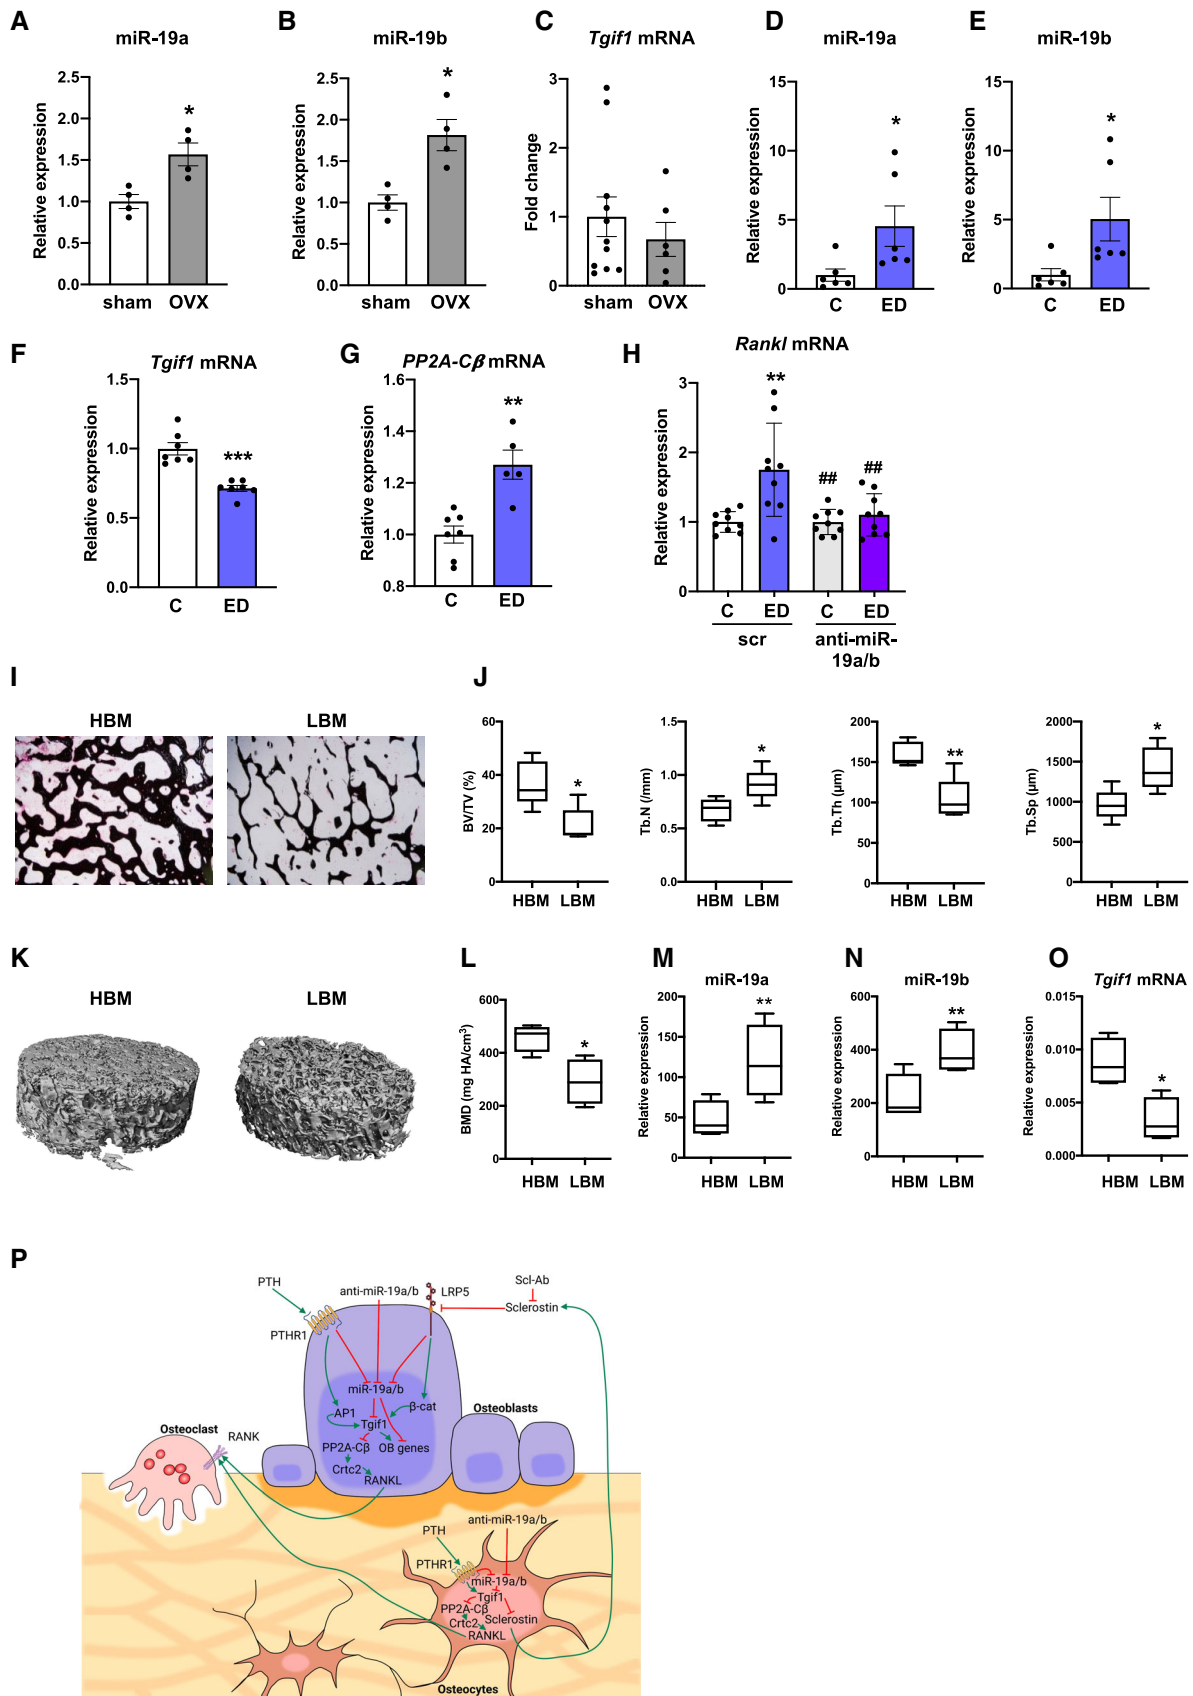 A
miR-19a
Relative expression
2.5
2.0
1.5
1.0
0.5
0.0
*
sham OVX
B
miR-19b
Relative expression
2.5
2.0
1.5
1.0
0.5
0.0
*
sham OVX
C
Tgif1 mRNA
Fold change
3
2
1
0
sham OVX
D
miR-19a
Relative expression
15
10
5
0
*
C ED
E
miR-19b
Relative expression
15
10
5
0
*
C ED
F
Tgif1 mRNA
Relative expression
1.5
1.0
0.5
0.0
***
C ED
G
PP2A-Cβ mRNA
Relative expression
1.6
1.4
1.2
1.0
0.8
**
C ED
H
Rankl mRNA
Relative expression
3
2
1
0
**
## ##
C ED C ED
scr anti-miR-
19a/b
I
HBM LBM
J
BV/TV (%)
60
40
20
0
*
HBM LBM
Tb.N (/mm)
1.5
1.0
0.5
0.0
*
HBM LBM
Tb.Th (µm)
200
150
100
50
0
**
HBM LBM
Tb.Sp (µm)
2000
1500
1000
500
0
*
HBM LBM
K
HBM LBM
L
BMD (mg HA/cm³)
600
400
200
0
*
HBM LBM
M
miR-19a
Relative expression
200
150
100
50
0
**
HBM LBM
N
miR-19b
Relative expression
600
400
200
0
**
HBM LBM
O
Tgif1 mRNA
Relative expression
0.015
0.010
0.005
0.000
*
HBM LBM
P
PTH
anti-miR-19a/b
LRP5
Scl-Ab
Sclerostin
PTHR1
miR-19a/b
AP1
β-cat
Tgif1
PP2A-Cβ
OB genes
Crtc2
RANKL
Osteoblasts
Osteoclast
RANK
anti-miR-19a/b
PTH
PTHR1
miR-19a/b
Tgif1
PP2A-Cβ
Crtc2
Sclerostin
RANKL
Osteocytes